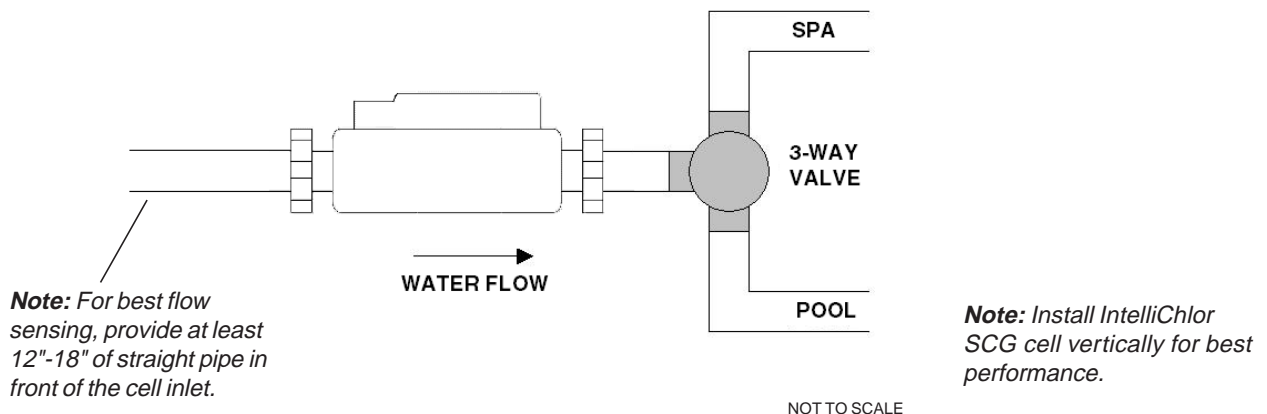 SPA
3-WAY
VALVE
WATER FLOW
POOL
Note: For best flow
sensing, provide at least
12"-18" of straight pipe in
front of the cell inlet.
Note: Install IntelliChlor
SCG cell vertically for best
performance.
NOT TO SCALE